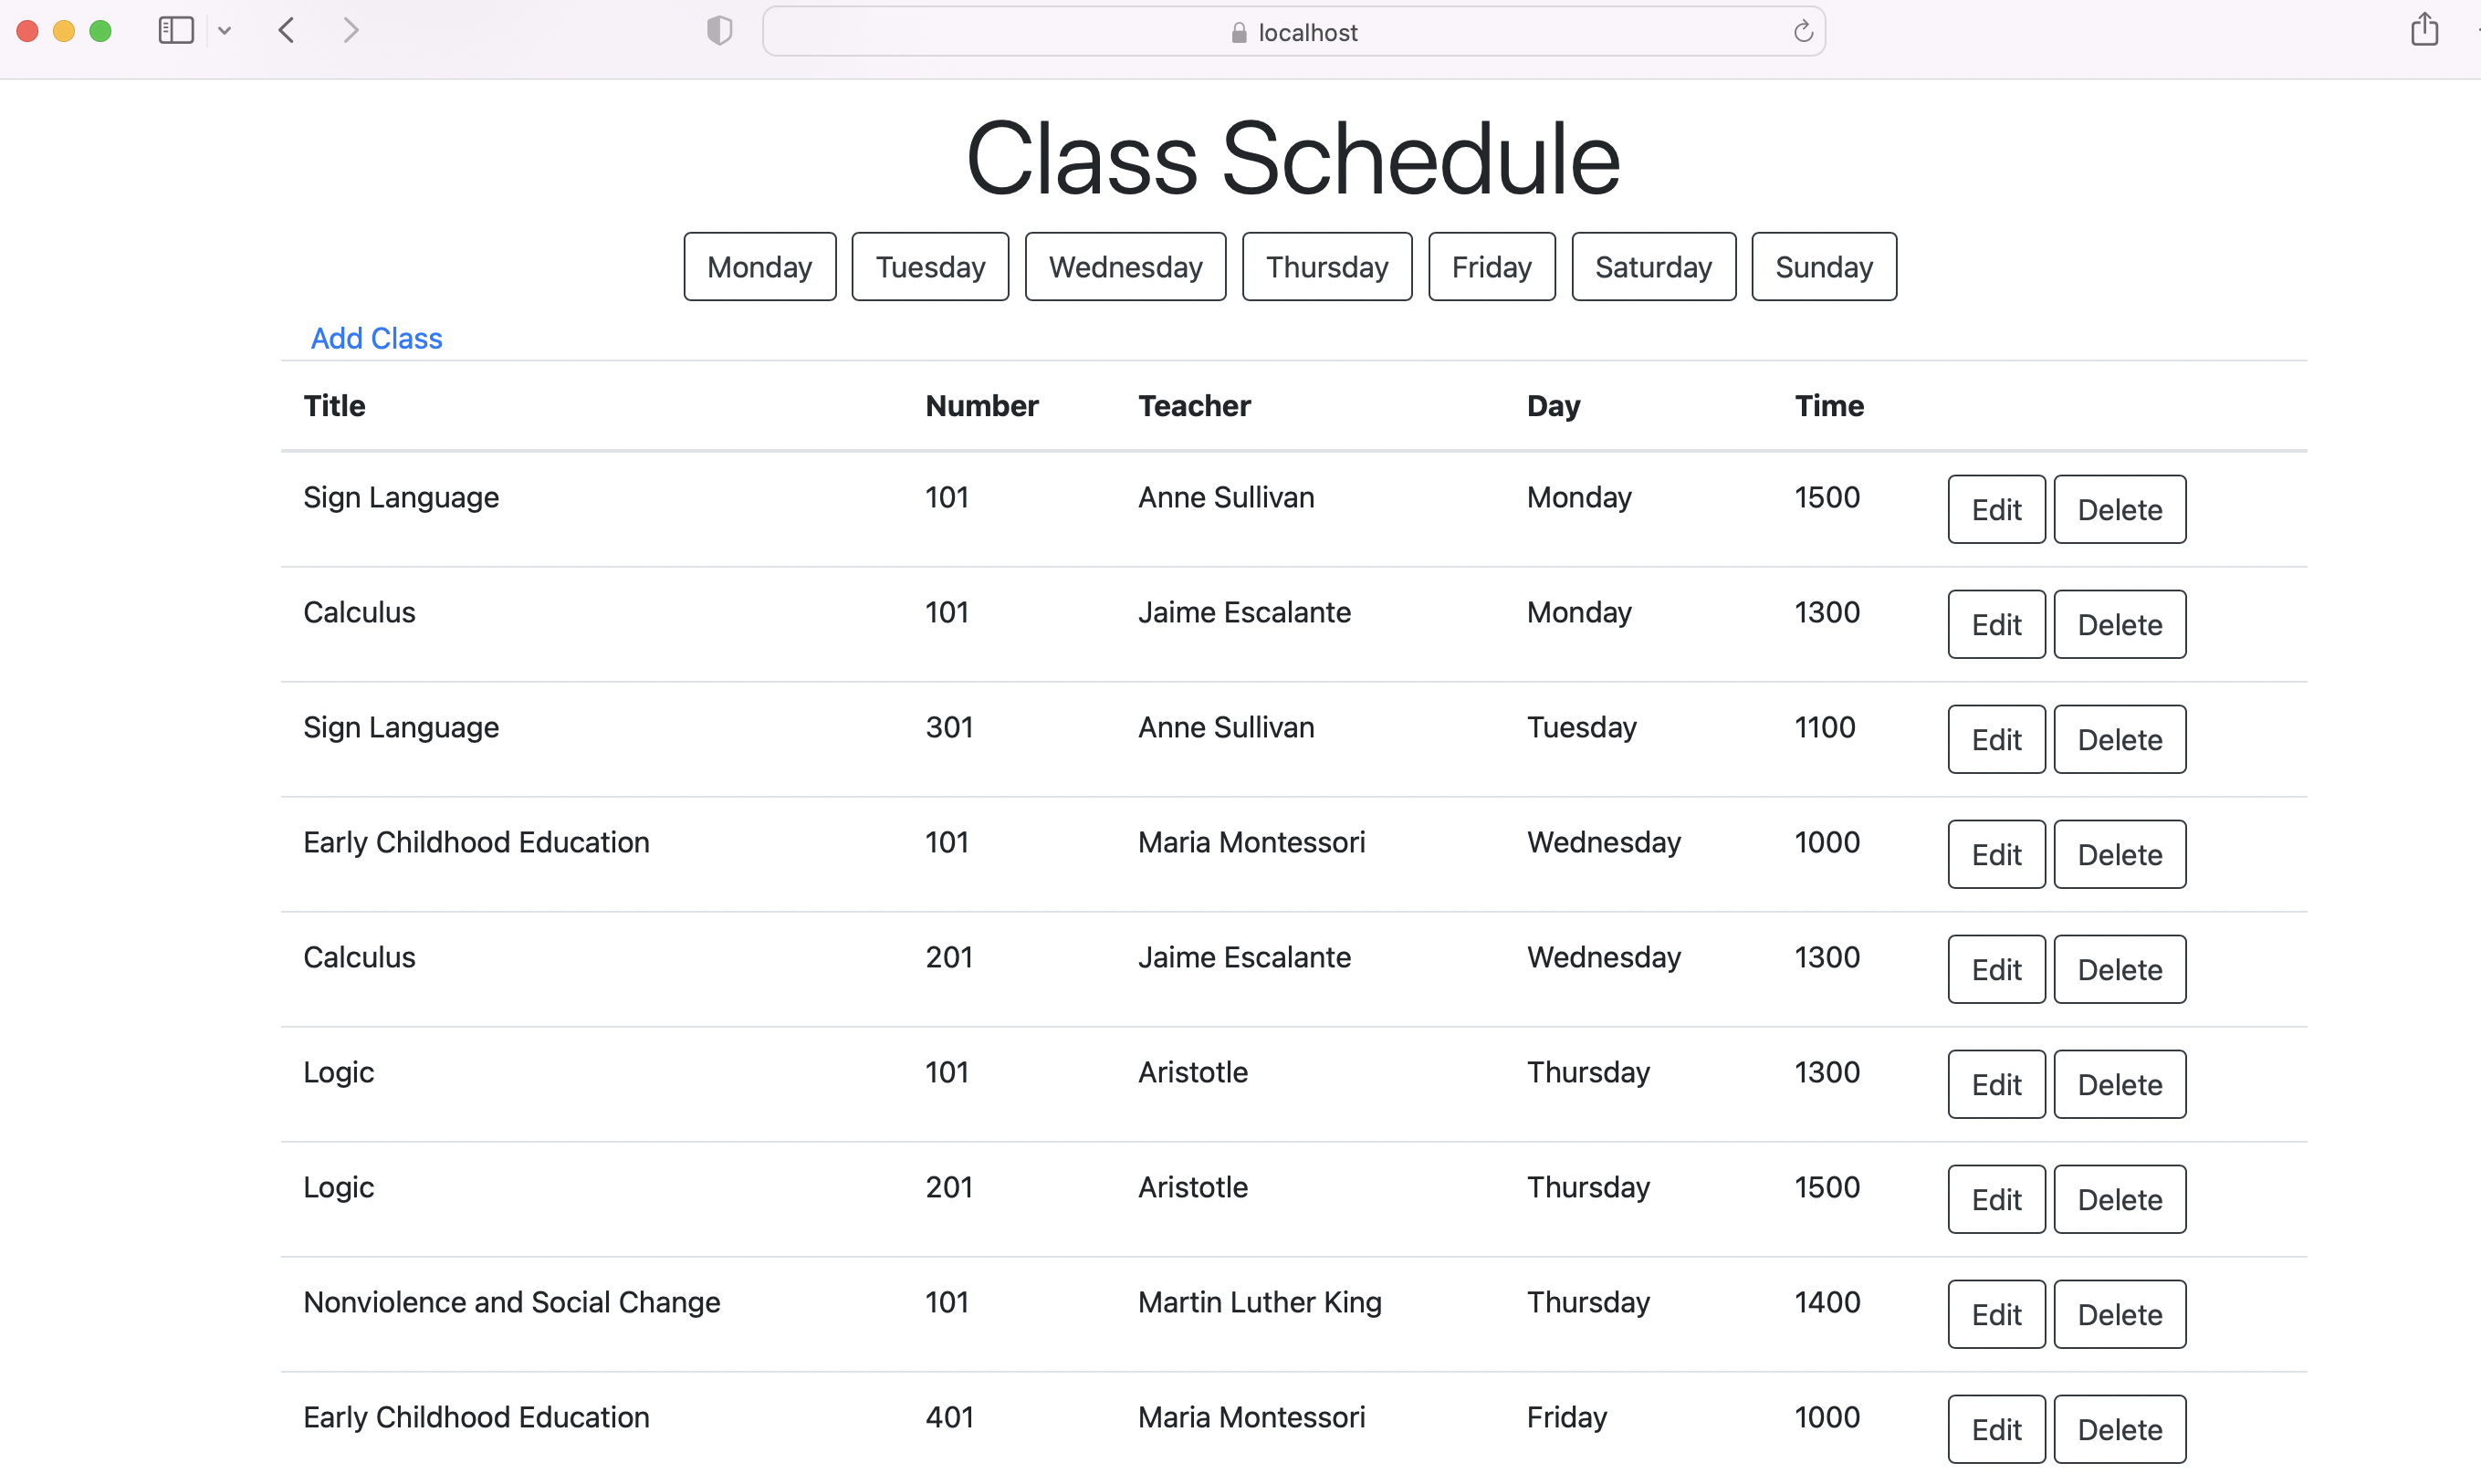 localhost
Class Schedule
Monday Tuesday Wednesday Thursday Friday Saturday Sunday
Add Class
Title Number Teacher Day Time
Sign Language 101 Anne Sullivan Monday 1500 Edit Delete
Calculus 101 Jaime Escalante Monday 1300 Edit Delete
Sign Language 301 Anne Sullivan Tuesday 1100 Edit Delete
Early Childhood Education 101 Maria Montessori Wednesday 1000 Edit Delete
Calculus 201 Jaime Escalante Wednesday 1300 Edit Delete
Logic 101 Aristotle Thursday 1300 Edit Delete
Logic 201 Aristotle Thursday 1500 Edit Delete
Nonviolence and Social Change 101 Martin Luther King Thursday 1400 Edit Delete
Early Childhood Education 401 Maria Montessori Friday 1000 Edit Delete